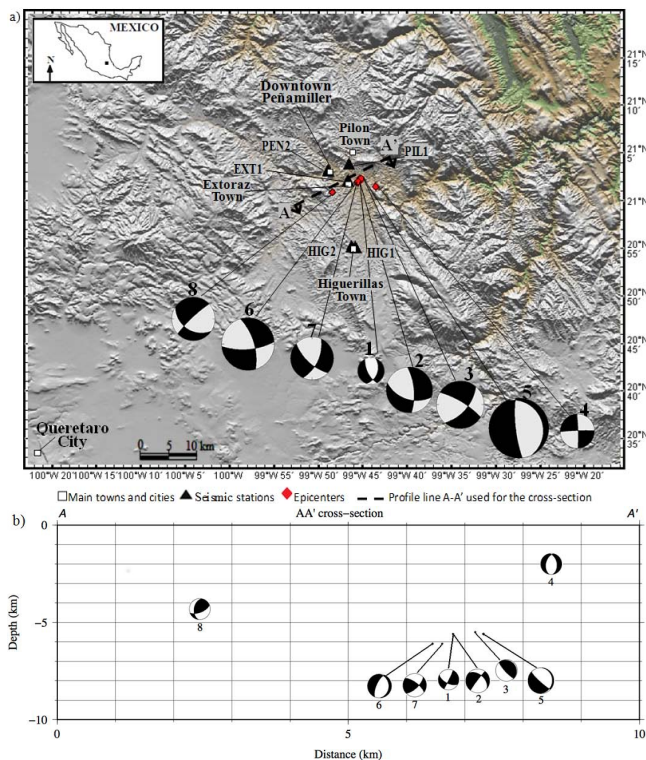 a)
MEXICO
N
21°N
15´
21°N
10´
21°N
5´
21°N
20°N
55´
20°N
50´
20°N
45´
20°N
40´
20°N
35´
Downtown
Peñamiller
Pilon
Town
PEN2
A'
PIL1
EXT1
Extoraz
Town
A
HIG2
HIG1
Higuerillas
Town
8
6
7
1
2
3
5
4
Queretaro
City
0 5 10 km
100°W 20´ 100°W 15´ 100°W 10´ 100°W 5´ 100°W 99°W 55´ 99°W 50´ 99°W 45´ 99°W 40´ 99°W 35´ 99°W 30´ 99°W 25´ 99°W 20´
Main towns and cities Seismic stations Epicenters Profile line A-A' used for the cross-section
b)
A AA' cross-section A'
0
−5
−10
Depth (km)
4
8
6 7 1 2 3 5
0 5 10
Distance (km)